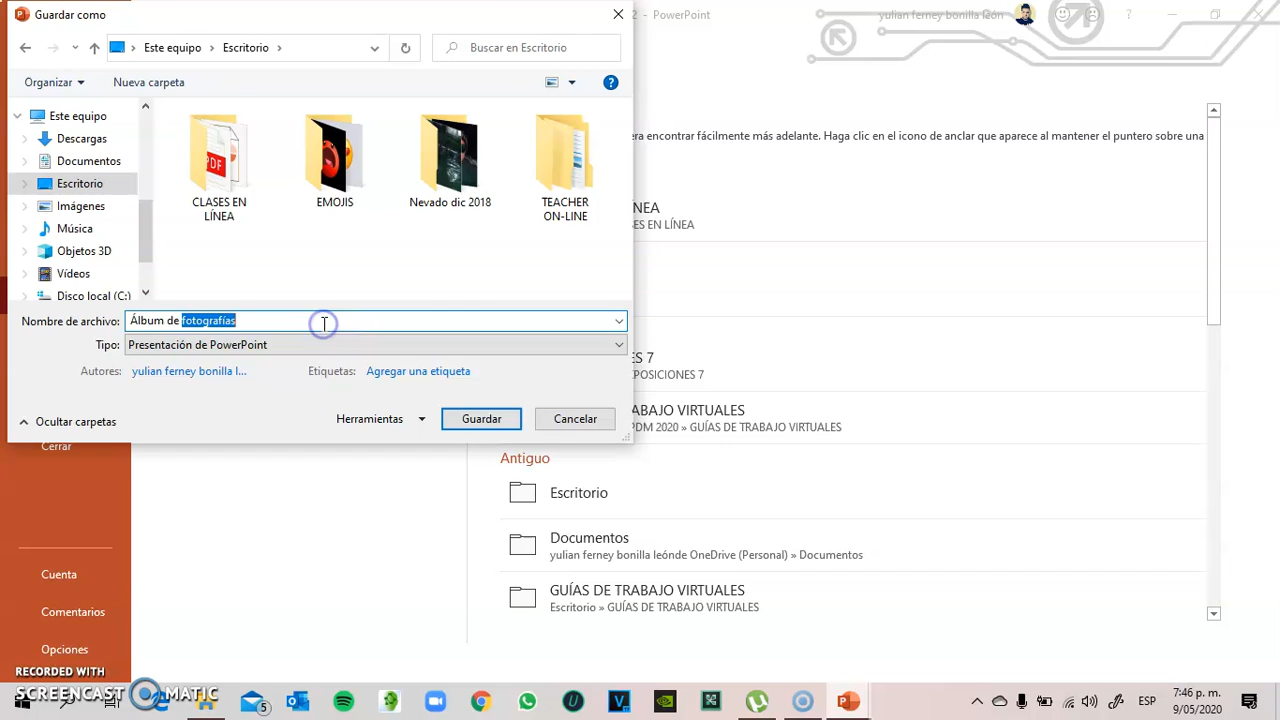 Guardar como
2 - PowerPoint
yulian ferney bonilla león
Este equipo
Escritorio
Buscar en Escritorio
Organizar
Nueva carpeta
Este equipo
Descargas
Documentos
Escritorio
Imágenes
Música
Objetos 3D
Vídeos
Disco local (C:)
PDF
CLASES EN
LÍNEA
EMOJIS
Nevado dic 2018
TEACHER
ON-LINE
Nombre de archivo:
Álbum de fotografías
Tipo:
Presentación de PowerPoint
Autores:
yulian ferney bonilla l...
Etiquetas:
Agregar una etiqueta
Ocultar carpetas
Herramientas
Guardar
Cancelar
era encontrar fácilmente más adelante. Haga clic en el icono de anclar que aparece al mantener el puntero sobre una
ÍNEA
SES EN LÍNEA
ES 7
XPOSICIONES 7
ABAJO VIRTUALES
PDM 2020 » GUÍAS DE TRABAJO VIRTUALES
Antiguo
Escritorio
Documentos
yulian ferney bonilla leónde OneDrive (Personal) » Documentos
GUÍAS DE TRABAJO VIRTUALES
Escritorio » GUÍAS DE TRABAJO VIRTUALES
Cerrar
Cuenta
Comentarios
Opciones
RECORDED WITH
SCREENCAST MATIC
5
ESP
7:46 p. m.
9/05/2020